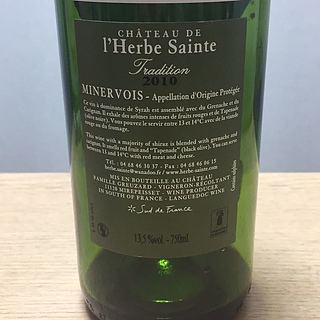 CHÂTEAU DE
l'Herbe Sainte
Tradition
2010
MINERVOIS - Appellation d'Origine Protégée
Ce vin à dominance de Syrah est assemblé avec du Grenache et du
Carignan. Il exhale des arômes intenses de fruits rouges et de Tapenade
(olive noire). Vous pouvez le servir entre 13 et 14°C avec de la viande
rouge ou du fromage.
This wine with a majority of shiraz is blended with grenache and
carignan. It smells red fruit and "Tapenade" (black olive). You can serve
between 13 and 14°C with red meat and cheese.
Tél. : 04 68 46 30 37 - Fax : 04 68 46 06 15
herbe.sainte@wanadoo.fr - www.herbe-sainte.com
MIS EN BOUTEILLE AU CHÂTEAU
FAMILLE GREUZARD - VIGNERON-RÉCOLTANT
11120 MIREPEISSET - WINE PRODUCER
IN SOUTH OF FRANCE - LANGUEDOC WINE
Contain sulphites
Sud de France
13,5 %vol. - 750ml